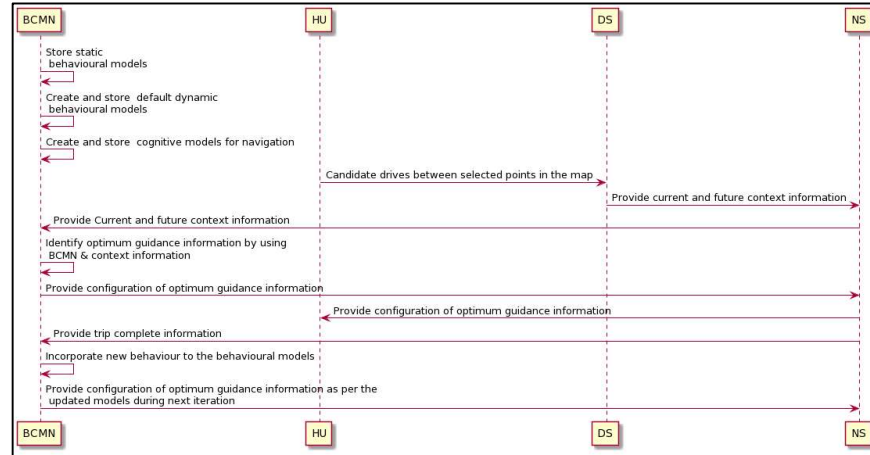 BCMN HU DS NS
Store static
behavioural models
Create and store default dynamic
behavioural models
Create and store cognitive models for navigation
Candidate drives between selected points in the map
Provide current and future context information
Provide Current and future context information
Identify optimum guidance information by using
BCMN & context information
Provide configuration of optimum guidance information
Provide configuration of optimum guidance information
Provide trip complete information
Incorporate new behaviour to the behavioural models
Provide configuration of optimum guidance information as per the
updated models during next iteration
BCMN HU DS NS